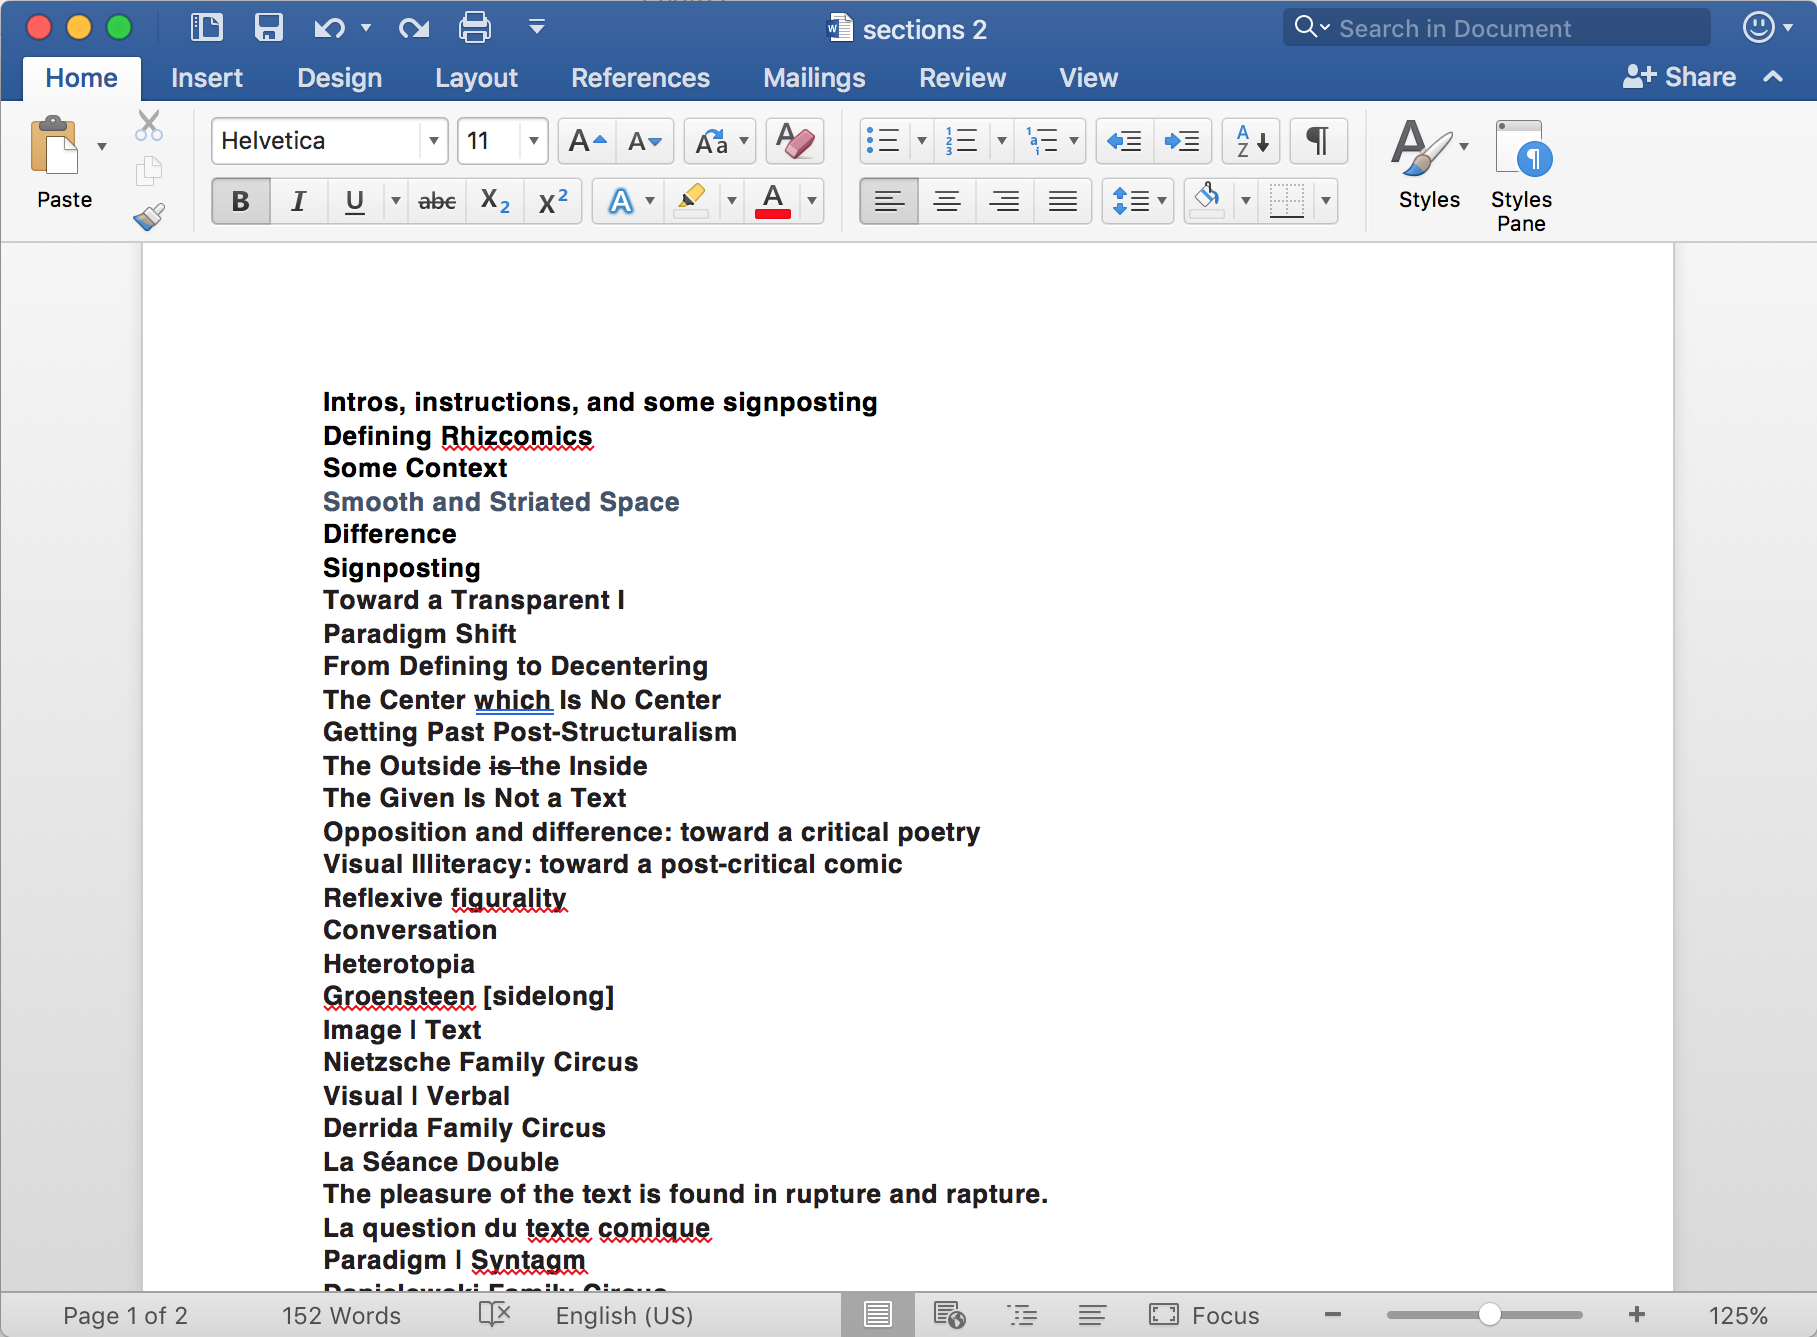 sections 2
Search in Document
Home Insert Design Layout References Mailings Review View Share
Paste
Helvetica 11
Styles
Styles Pane
Intros, instructions, and some signposting
Defining Rhizcomics
Some Context
Smooth and Striated Space
Difference
Signposting
Toward a Transparent I
Paradigm Shift
From Defining to Decentering
The Center which Is No Center
Getting Past Post-Structuralism
The Outside is the Inside
The Given Is Not a Text
Opposition and difference: toward a critical poetry
Visual Illiteracy: toward a post-critical comic
Reflexive figurality
Conversation
Heterotopia
Groensteen [sidelong]
Image | Text
Nietzsche Family Circus
Visual | Verbal
Derrida Family Circus
La Séance Double
The pleasure of the text is found in rupture and rapture.
La question du texte comique
Paradigm | Syntagm
Family Circus
Page 1 of 2 152 Words English (US) Focus 125%